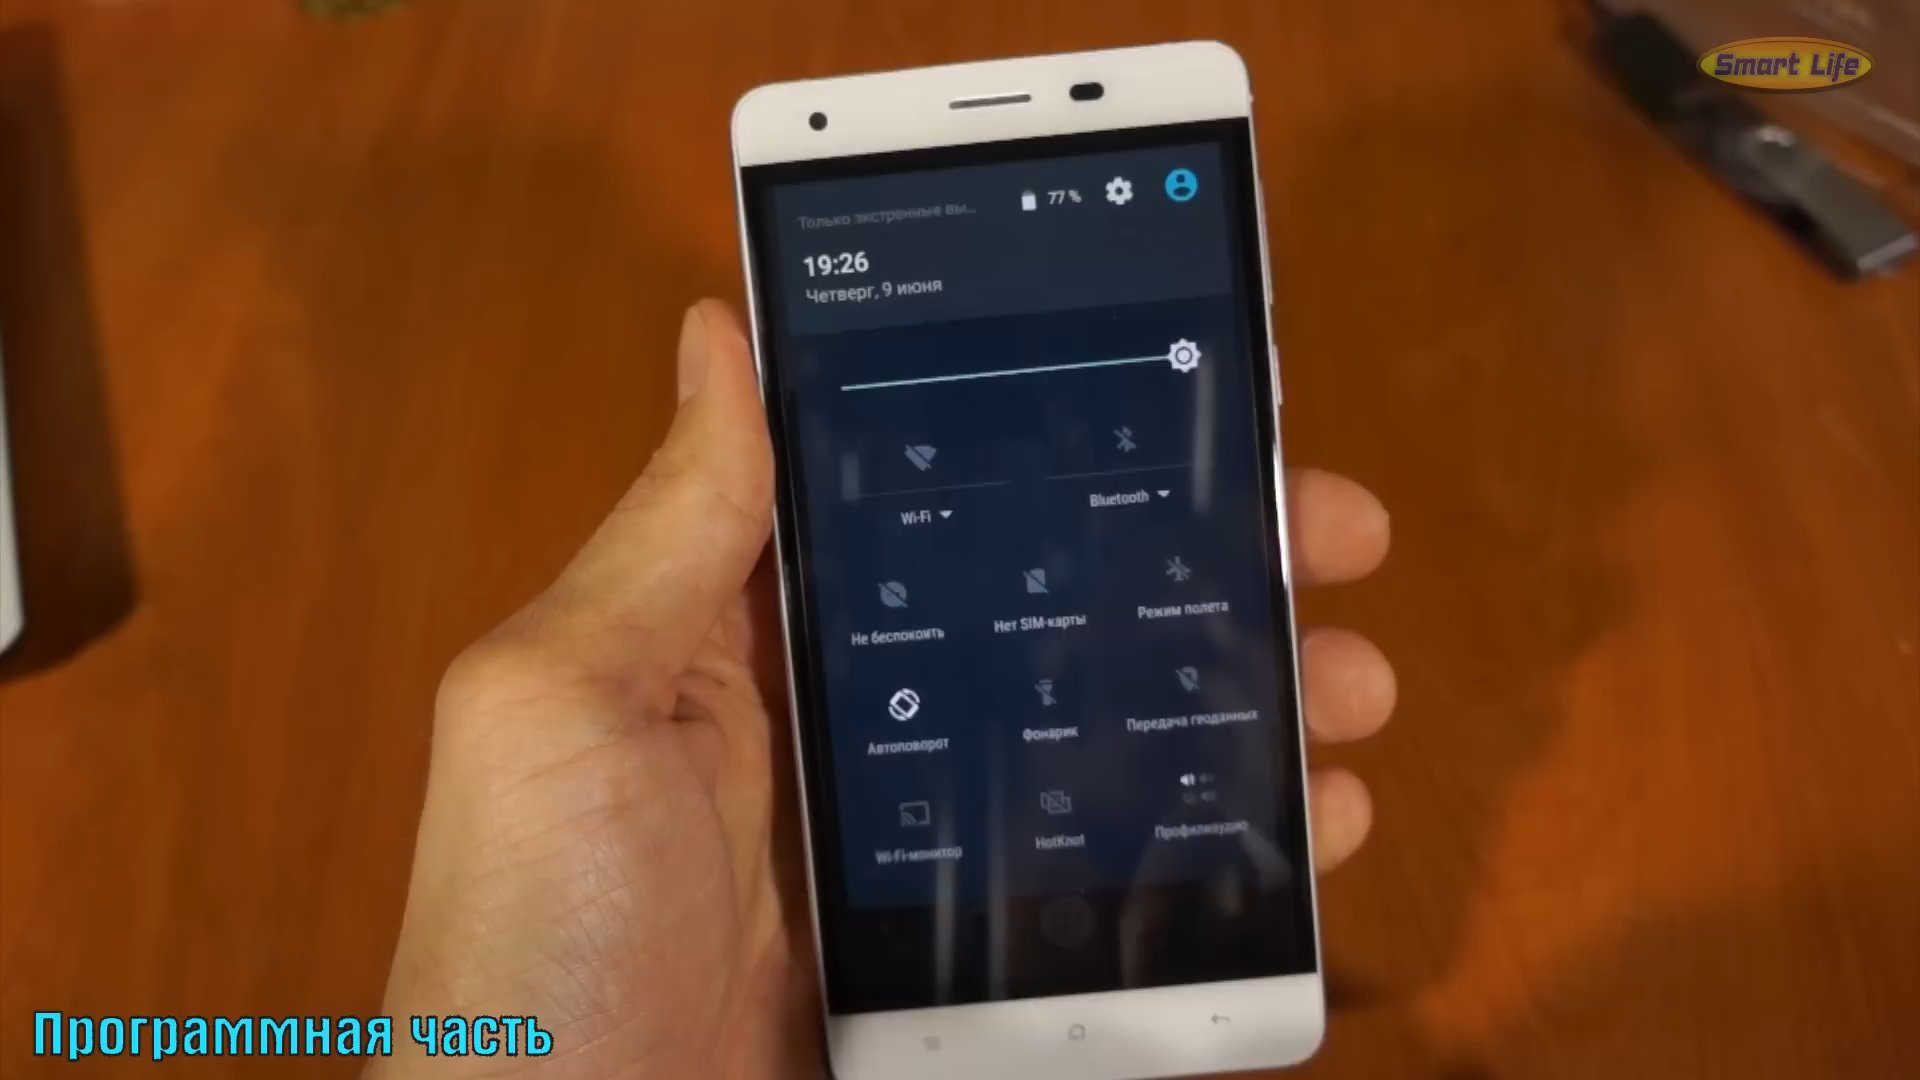 Smart Life
Только экстренные вы...
77 %
19:26
Четверг, 9 июня
Wi-Fi
Bluetooth
Не беспокоить
Нет SIM-карты
Режим полета
Автоповорот
Фонарик
Передача геоданных
Wi-Fi-монитор
HotKnot
Профилиaудио
Программная часть